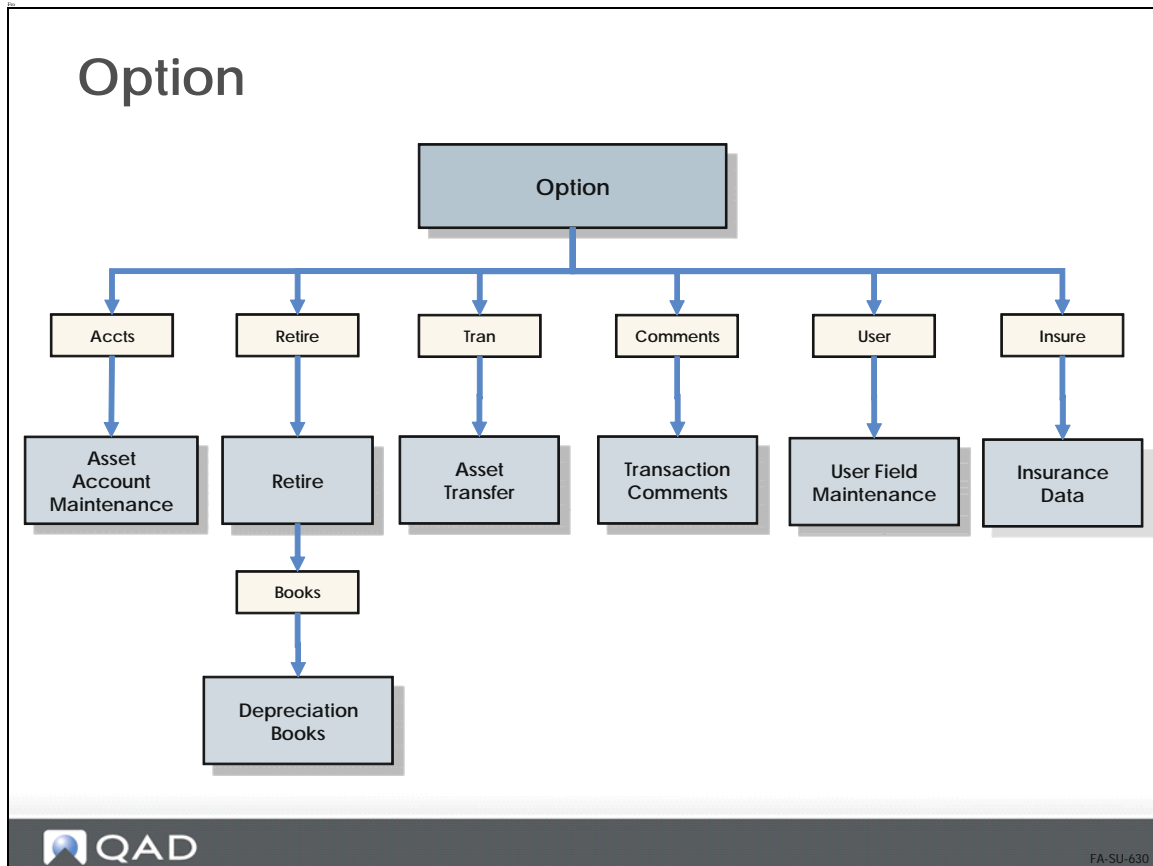 Option
Option
Accts
Retire
Tran
Comments
User
Insure
Asset
Account
Maintenance
Retire
Asset
Transfer
Transaction
Comments
User Field
Maintenance
Insurance
Data
Books
Depreciation
Books
QAD
FA-SU-630